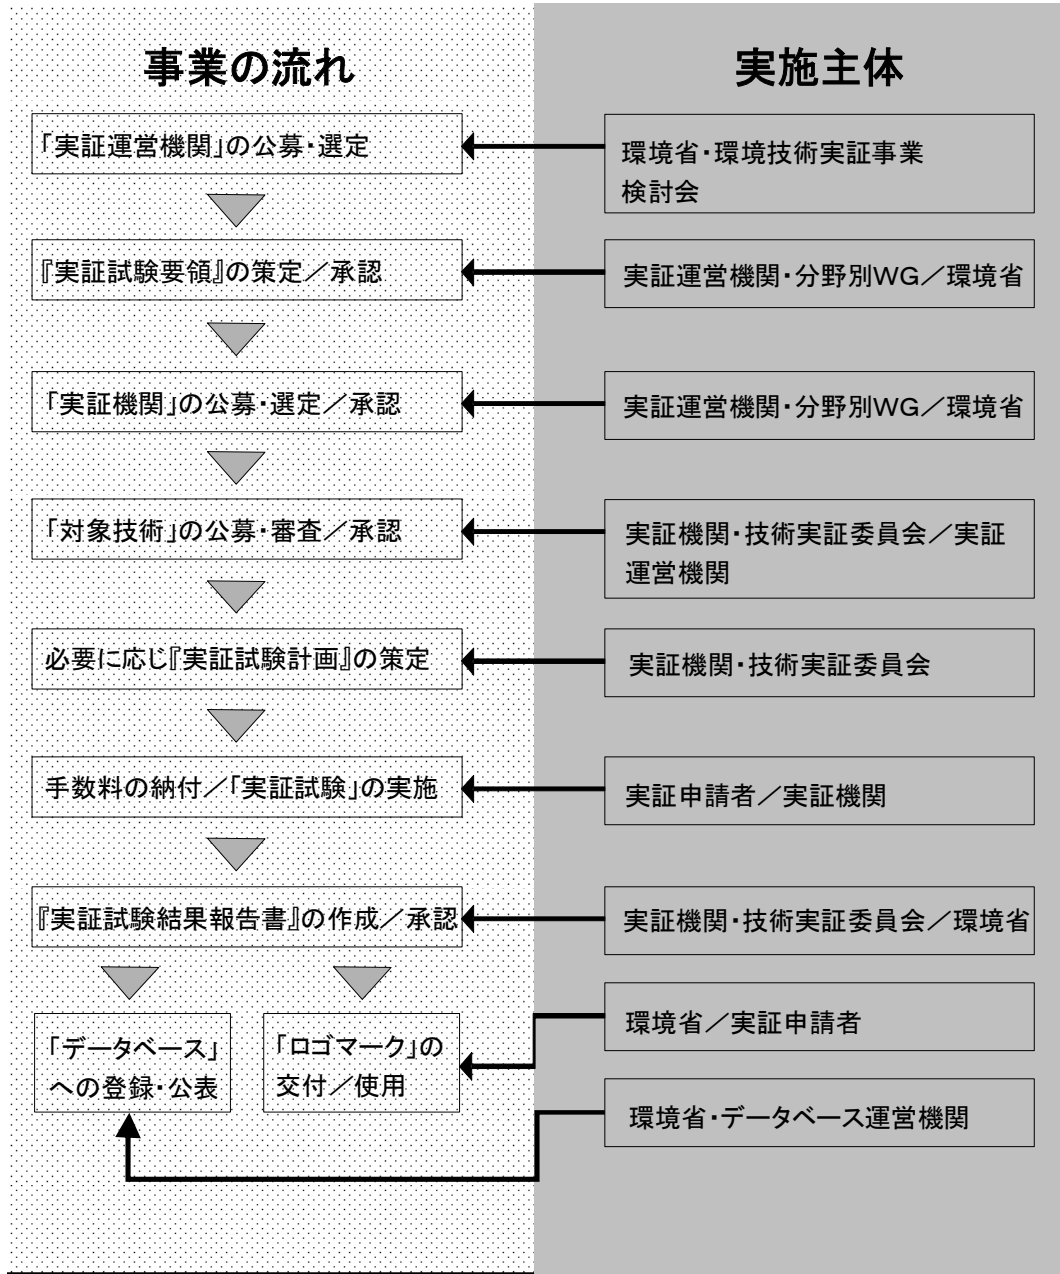 事業の流れ
実施主体
「実証運営機関」の公募・選定
環境省・環境技術実証事業
検討会
『実証試験要領』の策定／承認
実証運営機関・分野別WG／環境省
「実証機関」の公募・選定／承認
実証運営機関・分野別WG／環境省
「対象技術」の公募・審査／承認
実証機関・技術実証委員会／実証
運営機関
必要に応じ『実証試験計画』の策定
実証機関・技術実証委員会
手数料の納付／「実証試験」の実施
実証申請者／実証機関
『実証試験結果報告書』の作成／承認
実証機関・技術実証委員会／環境省
「データベース」
への登録・公表
「ロゴマーク」の
交付／使用
環境省／実証申請者
環境省・データベース運営機関